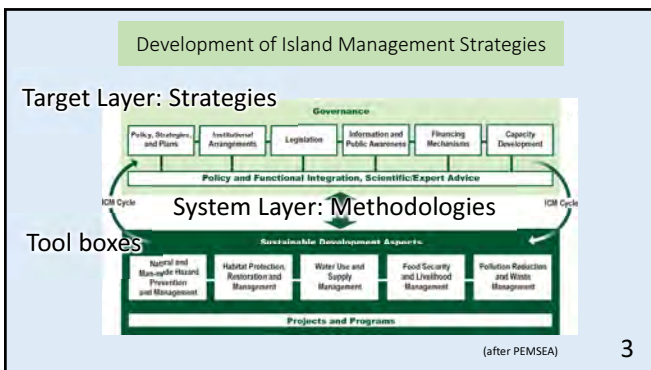 Development of Island Management Strategies
Target Layer: Strategies
Governance
Policy, Strategies, and Plans
Institutional Arrangements
Legislation
Information and Public Awareness
Financing Mechanisms
Capacity Development
Policy and Functional Integration, Scientific/Expert Advice
ICM Cycle
System Layer: Methodologies
ICM Cycle
Tool boxes
Sustainable Development Aspects
Natural and Man-made Hazard Prevention and Management
Habitat Protection, Restoration and Management
Water Use and Supply Management
Food Security and Livelihood Management
Pollution Reduction and Waste Management
Projects and Programs
(after PEMSEA)
3